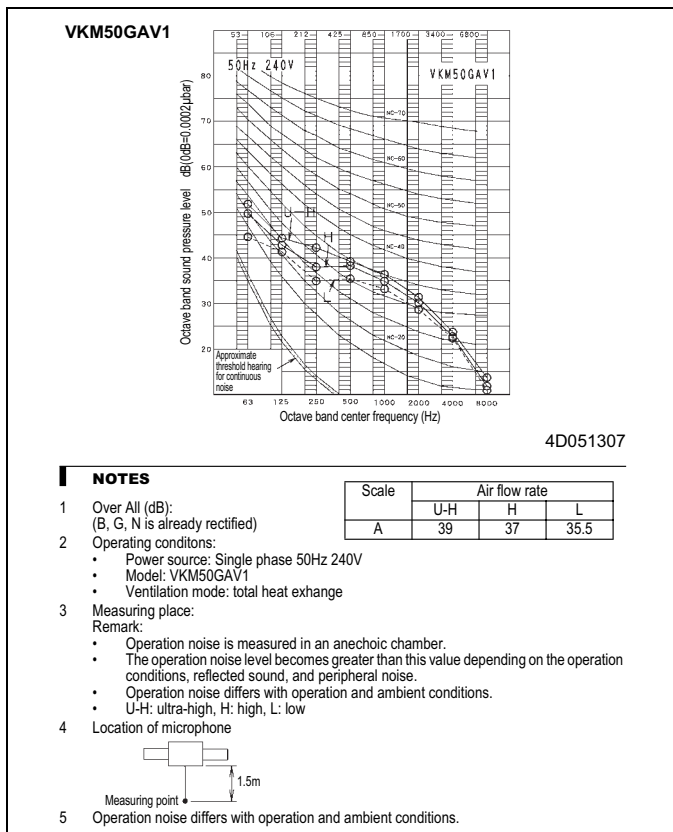 VKM50GAV1
53 106 212 425 850 1700 3400 6800
50Hz 240V
VKM50GAV1
80
70
60
50
40
30
20
Octave band sound pressure level dB(0dB=0.0002μbar)
NC-70
NC-60
NC-50
NC-40
NC-20
U-H
H
L
Approximate
threshold hearing
for continuous
noise
63 125 250 500 1000 2000 4000 8000
Octave band center frequency (Hz)
4D051307
NOTES
1 Over All (dB):
(B, G, N is already rectified)
Scale Air flow rate
U-H H L
A 39 37 35.5
2 Operating conditons:
• Power source: Single phase 50Hz 240V
• Model: VKM50GAV1
• Ventilation mode: total heat exhange
3 Measuring place:
Remark:
• Operation noise is measured in an anechoic chamber.
• The operation noise level becomes greater than this value depending on the operation
conditions, reflected sound, and peripheral noise.
• Operation noise differs with operation and ambient conditions.
• U-H: ultra-high, H: high, L: low
4 Location of microphone
1.5m
Measuring point
5 Operation noise differs with operation and ambient conditions.